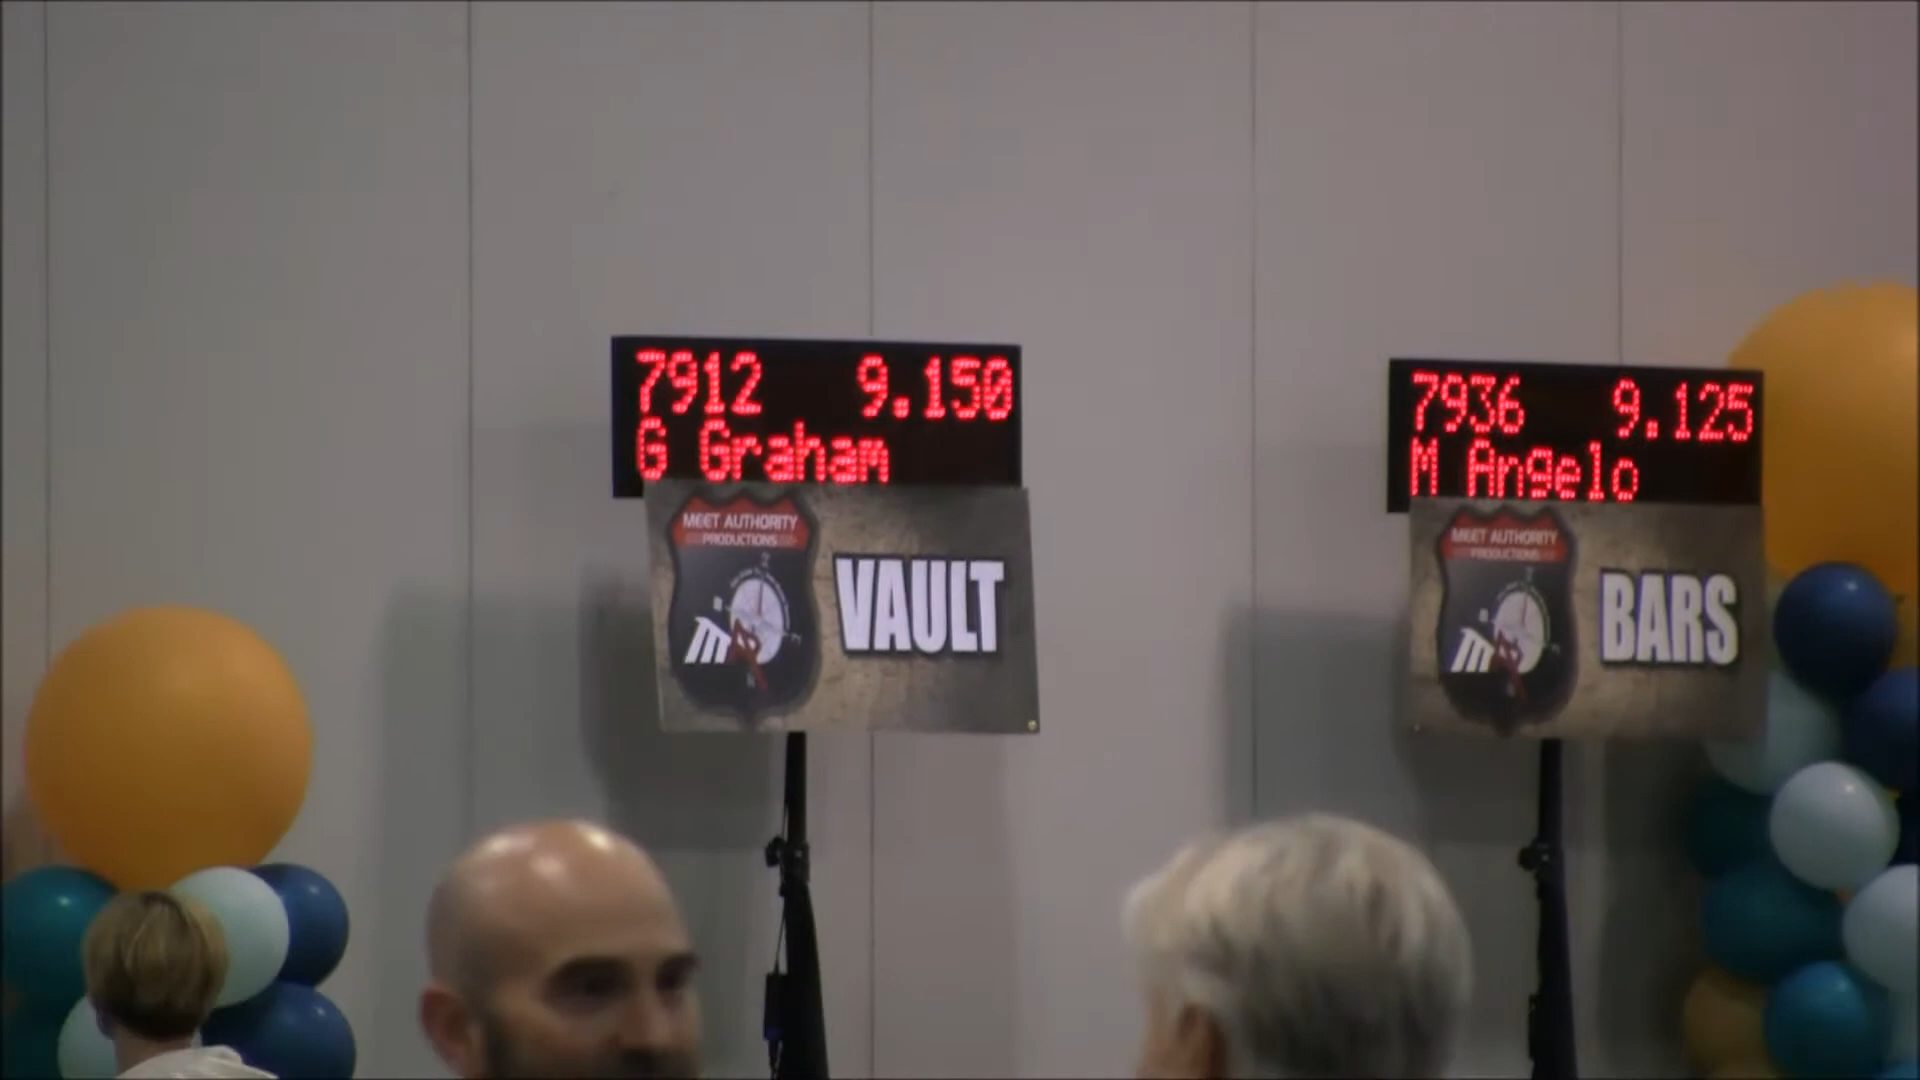 7912 9.150
G Graham
MEET AUTHORITY
PRODUCTIONS
VAULT
7936 9.125
M Angelo
MEET AUTHORITY
PRODUCTIONS
BARS